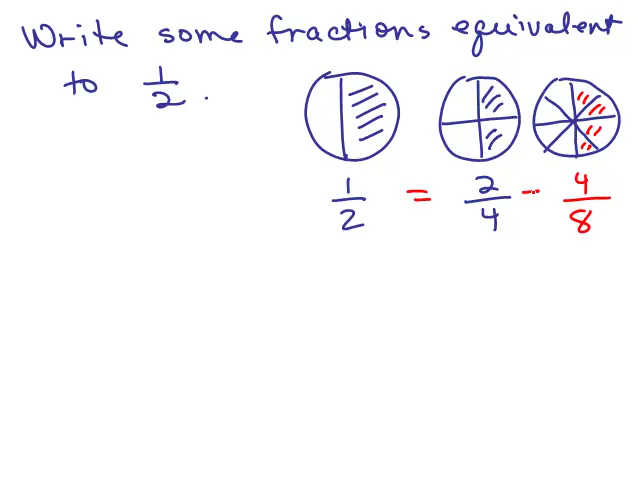 Write some fractions equivalent
to 1/2.
1/2 = 2/4 - 4/8